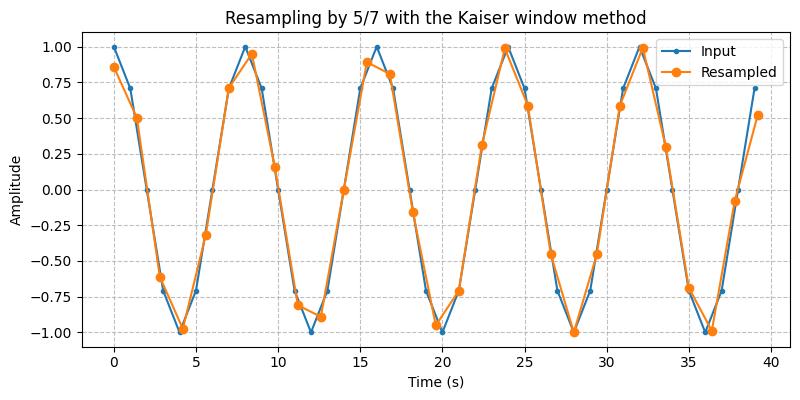 Resampling by 5/7 with the Kaiser window method
Input
Resampled
Amplitude
1.00
0.75
0.50
0.25
0.00
−0.25
−0.50
−0.75
−1.00
0 5 10 15 20 25 30 35 40
Time (s)